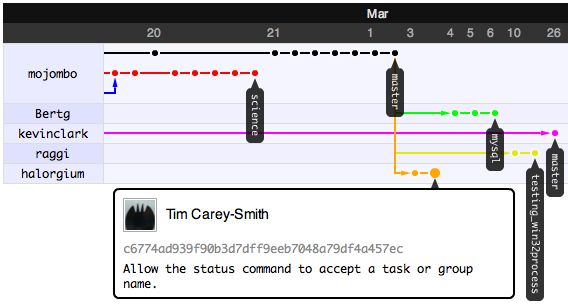 Mar
20 21 1 3 4 5 6 10 26
mojombo
master
science
Bertg
kevinclark
mysql
raggi
master
halorgium
testing_win32process
Tim Carey-Smith
c6774ad939f90b3d7dff9eeb7048a79df4a457ec
Allow the status command to accept a task or group
name.